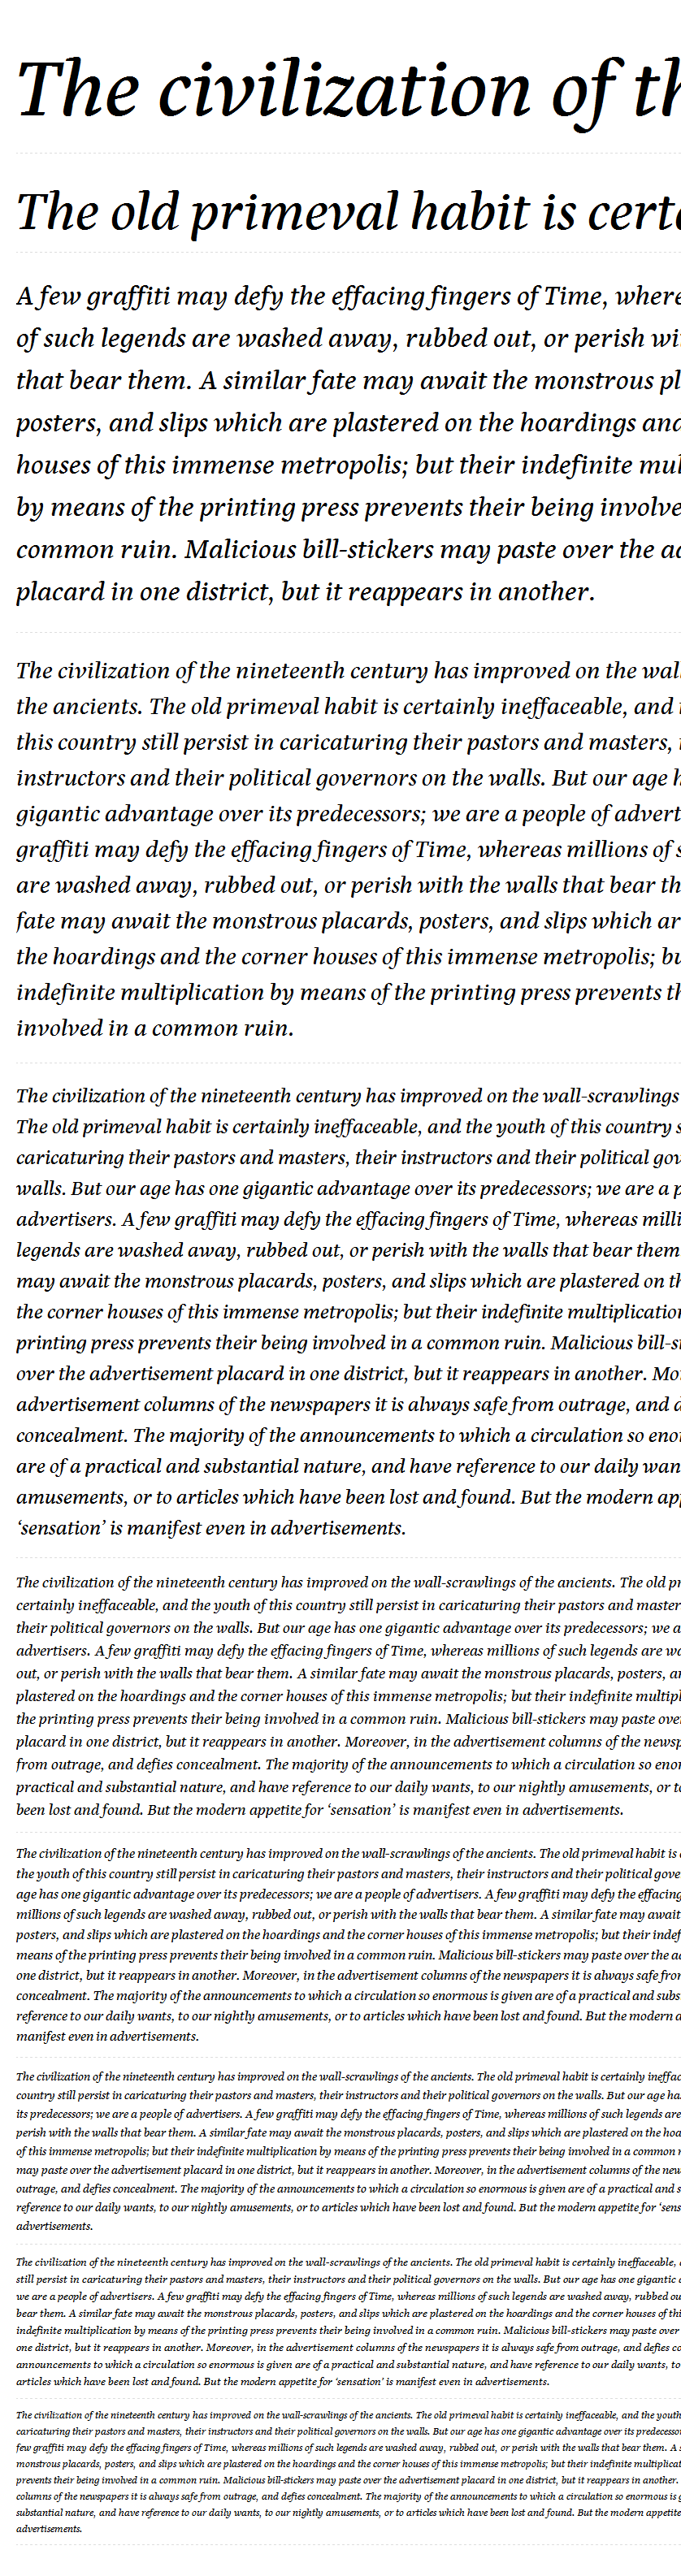 The civilization of th
The old primeval habit is certa
A few graffiti may defy the effacing fingers of Time, where
of such legends are washed away, rubbed out, or perish wi
that bear them. A similar fate may await the monstrous pl
posters, and slips which are plastered on the hoardings and
houses of this immense metropolis; but their indefinite mul
by means of the printing press prevents their being involve
common ruin. Malicious bill-stickers may paste over the ad
placard in one district, but it reappears in another.
The civilization of the nineteenth century has improved on the wall
the ancients. The old primeval habit is certainly ineffaceable, and
this country still persist in caricaturing their pastors and masters,
instructors and their political governors on the walls. But our age h
gigantic advantage over its predecessors; we are a people of advert
graffiti may defy the effacing fingers of Time, whereas millions of s
are washed away, rubbed out, or perish with the walls that bear th
fate may await the monstrous placards, posters, and slips which ar
the hoardings and the corner houses of this immense metropolis; bu
indefinite multiplication by means of the printing press prevents th
involved in a common ruin.
The civilization of the nineteenth century has improved on the wall-scrawlings
The old primeval habit is certainly ineffaceable, and the youth of this country s
caricaturing their pastors and masters, their instructors and their political gov
walls. But our age has one gigantic advantage over its predecessors; we are a p
advertisers. A few graffiti may defy the effacing fingers of Time, whereas milli
legends are washed away, rubbed out, or perish with the walls that bear them
may await the monstrous placards, posters, and slips which are plastered on th
the corner houses of this immense metropolis; but their indefinite multiplication
printing press prevents their being involved in a common ruin. Malicious bill-s
over the advertisement placard in one district, but it reappears in another. Mo
advertisement columns of the newspapers it is always safe from outrage, and d
concealment. The majority of the announcements to which a circulation so enor
are of a practical and substantial nature, and have reference to our daily wan
amusements, or to articles which have been lost and found. But the modern app
‘sensation’ is manifest even in advertisements.
The civilization of the nineteenth century has improved on the wall-scrawlings of the ancients. The old pr
certainly ineffaceable, and the youth of this country still persist in caricaturing their pastors and master
their political governors on the walls. But our age has one gigantic advantage over its predecessors; we a
advertisers. A few graffiti may defy the effacing fingers of Time, whereas millions of such legends are wa
out, or perish with the walls that bear them. A similar fate may await the monstrous placards, posters, an
plastered on the hoardings and the corner houses of this immense metropolis; but their indefinite multipl
the printing press prevents their being involved in a common ruin. Malicious bill-stickers may paste over
placard in one district, but it reappears in another. Moreover, in the advertisement columns of the newsp
from outrage, and defies concealment. The majority of the announcements to which a circulation so enor
practical and substantial nature, and have reference to our daily wants, to our nightly amusements, or to
been lost and found. But the modern appetite for ‘sensation’ is manifest even in advertisements.
The civilization of the nineteenth century has improved on the wall-scrawlings of the ancients. The old primeval habit is
the youth of this country still persist in caricaturing their pastors and masters, their instructors and their political gove
age has one gigantic advantage over its predecessors; we are a people of advertisers. A few graffiti may defy the effacing
millions of such legends are washed away, rubbed out, or perish with the walls that bear them. A similar fate may await
posters, and slips which are plastered on the hoardings and the corner houses of this immense metropolis; but their indef
means of the printing press prevents their being involved in a common ruin. Malicious bill-stickers may paste over the ad
one district, but it reappears in another. Moreover, in the advertisement columns of the newspapers it is always safe from
concealment. The majority of the announcements to which a circulation so enormous is given are of a practical and subs
reference to our daily wants, to our nightly amusements, or to articles which have been lost and found. But the modern a
manifest even in advertisements.
The civilization of the nineteenth century has improved on the wall-scrawlings of the ancients. The old primeval habit is certainly ineffac
country still persist in caricaturing their pastors and masters, their instructors and their political governors on the walls. But our age ha
its predecessors; we are a people of advertisers. A few graffiti may defy the effacing fingers of Time, whereas millions of such legends are
perish with the walls that bear them. A similar fate may await the monstrous placards, posters, and slips which are plastered on the hoa
of this immense metropolis; but their indefinite multiplication by means of the printing press prevents their being involved in a common
may paste over the advertisement placard in one district, but it reappears in another. Moreover, in the advertisement columns of the new
outrage, and defies concealment. The majority of the announcements to which a circulation so enormous is given are of a practical and s
reference to our daily wants, to our nightly amusements, or to articles which have been lost and found. But the modern appetite for ‘sens
advertisements.
The civilization of the nineteenth century has improved on the wall-scrawlings of the ancients. The old primeval habit is certainly ineffaceable,
still persist in caricaturing their pastors and masters, their instructors and their political governors on the walls. But our age has one gigantic
we are a people of advertisers. A few graffiti may defy the effacing fingers of Time, whereas millions of such legends are washed away, rubbed ou
bear them. A similar fate may await the monstrous placards, posters, and slips which are plastered on the hoardings and the corner houses of thi
indefinite multiplication by means of the printing press prevents their being involved in a common ruin. Malicious bill-stickers may paste over
one district, but it reappears in another. Moreover, in the advertisement columns of the newspapers it is always safe from outrage, and defies co
announcements to which a circulation so enormous is given are of a practical and substantial nature, and have reference to our daily wants, to
articles which have been lost and found. But the modern appetite for ‘sensation’ is manifest even in advertisements.
The civilization of the nineteenth century has improved on the wall-scrawlings of the ancients. The old primeval habit is certainly ineffaceable, and the youth
caricaturing their pastors and masters, their instructors and their political governors on the walls. But our age has one gigantic advantage over its predecesso
few graffiti may defy the effacing fingers of Time, whereas millions of such legends are washed away, rubbed out, or perish with the walls that bear them. A s
monstrous placards, posters, and slips which are plastered on the hoardings and the corner houses of this immense metropolis; but their indefinite multiplicat
prevents their being involved in a common ruin. Malicious bill-stickers may paste over the advertisement placard in one district, but it reappears in another.
columns of the newspapers it is always safe from outrage, and defies concealment. The majority of the announcements to which a circulation so enormous is g
substantial nature, and have reference to our daily wants, to our nightly amusements, or to articles which have been lost and found. But the modern appetite
advertisements.